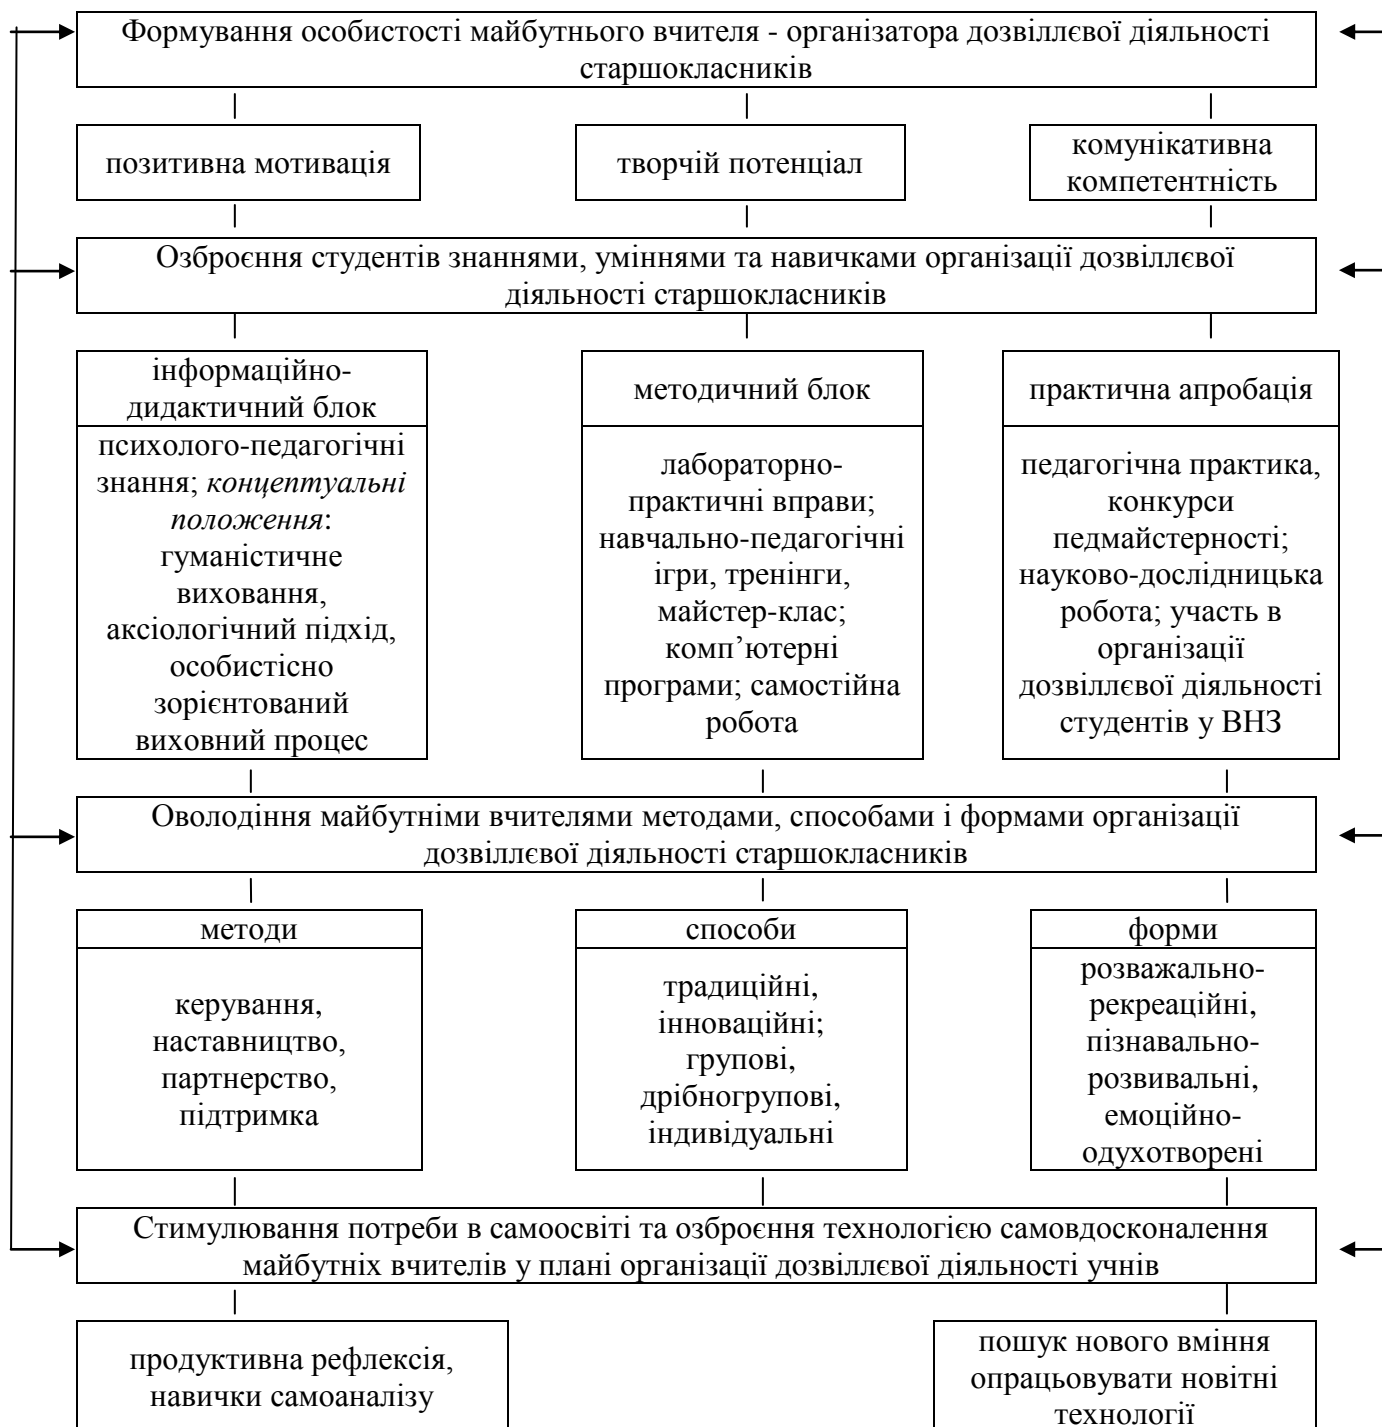 Формування особистості майбутнього вчителя - організатора дозвіллєвої діяльності
старшокласників
позитивна мотивація
творчій потенціал
комунікативна
компетентність
Озброєння студентів знаннями, уміннями та навичками організації дозвіллєвої
діяльності старшокласників
інформаційно-
дидактичний блок
психолого-педагогічні
знання; концептуальні
положення:
гуманістичне
виховання,
аксіологічний підхід,
особистісно
зорієнтований
виховний процес
методичний блок
лабораторно-
практичні вправи;
навчально-педагогічні
ігри, тренінги,
майстер-клас;
комп’ютерні
програми; самостійна
робота
практична апробація
педагогічна практика,
конкурси
педмайстерності;
науково-дослідницька
робота; участь в
організації
дозвіллєвої діяльності
студентів у ВНЗ
Оволодіння майбутніми вчителями методами, способами і формами організації
дозвіллєвої діяльності старшокласників
методи
керування,
наставництво,
партнерство,
підтримка
способи
традиційні,
інноваційні;
групові,
дрібногрупові,
індивідуальні
форми
розважально-
рекреаційні,
пізнавально-
розвивальні,
емоційно-
одухотворені
Стимулювання потреби в самоосвіті та озброєння технологією самовдосконалення
майбутніх вчителів у плані організації дозвіллєвої діяльності учнів
продуктивна рефлексія,
навички самоаналізу
пошук нового вміння
опрацьовувати новітні
технології